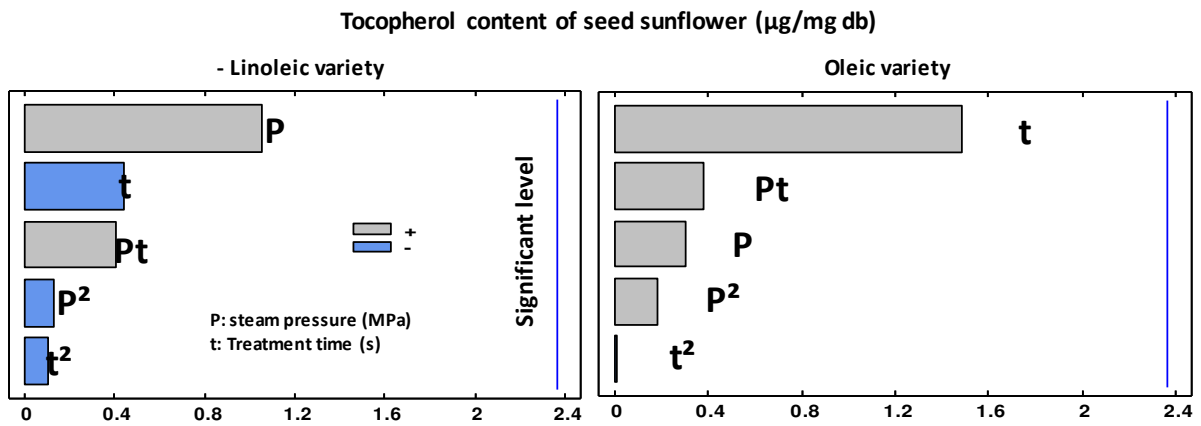 Tocopherol content of seed sunflower (µg/mg db)
- Linoleic variety
P
t
Pt
P²
t²
+
-
P: steam pressure (MPa)
t: Treatment time (s)
Significant level
0 0.4 0.8 1.2 1.6 2 2.4
Oleic variety
t
Pt
P
P²
t²
0 0.4 0.8 1.2 1.6 2 2.4